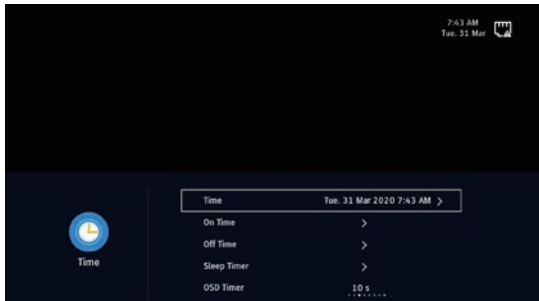 7:43 AM
Tue. 31 Mar
Time Tue. 31 Mar 2020 7:43 AM >
On Time >
Off Time >
Time
Sleep Timer >
OSD Timer 10 s